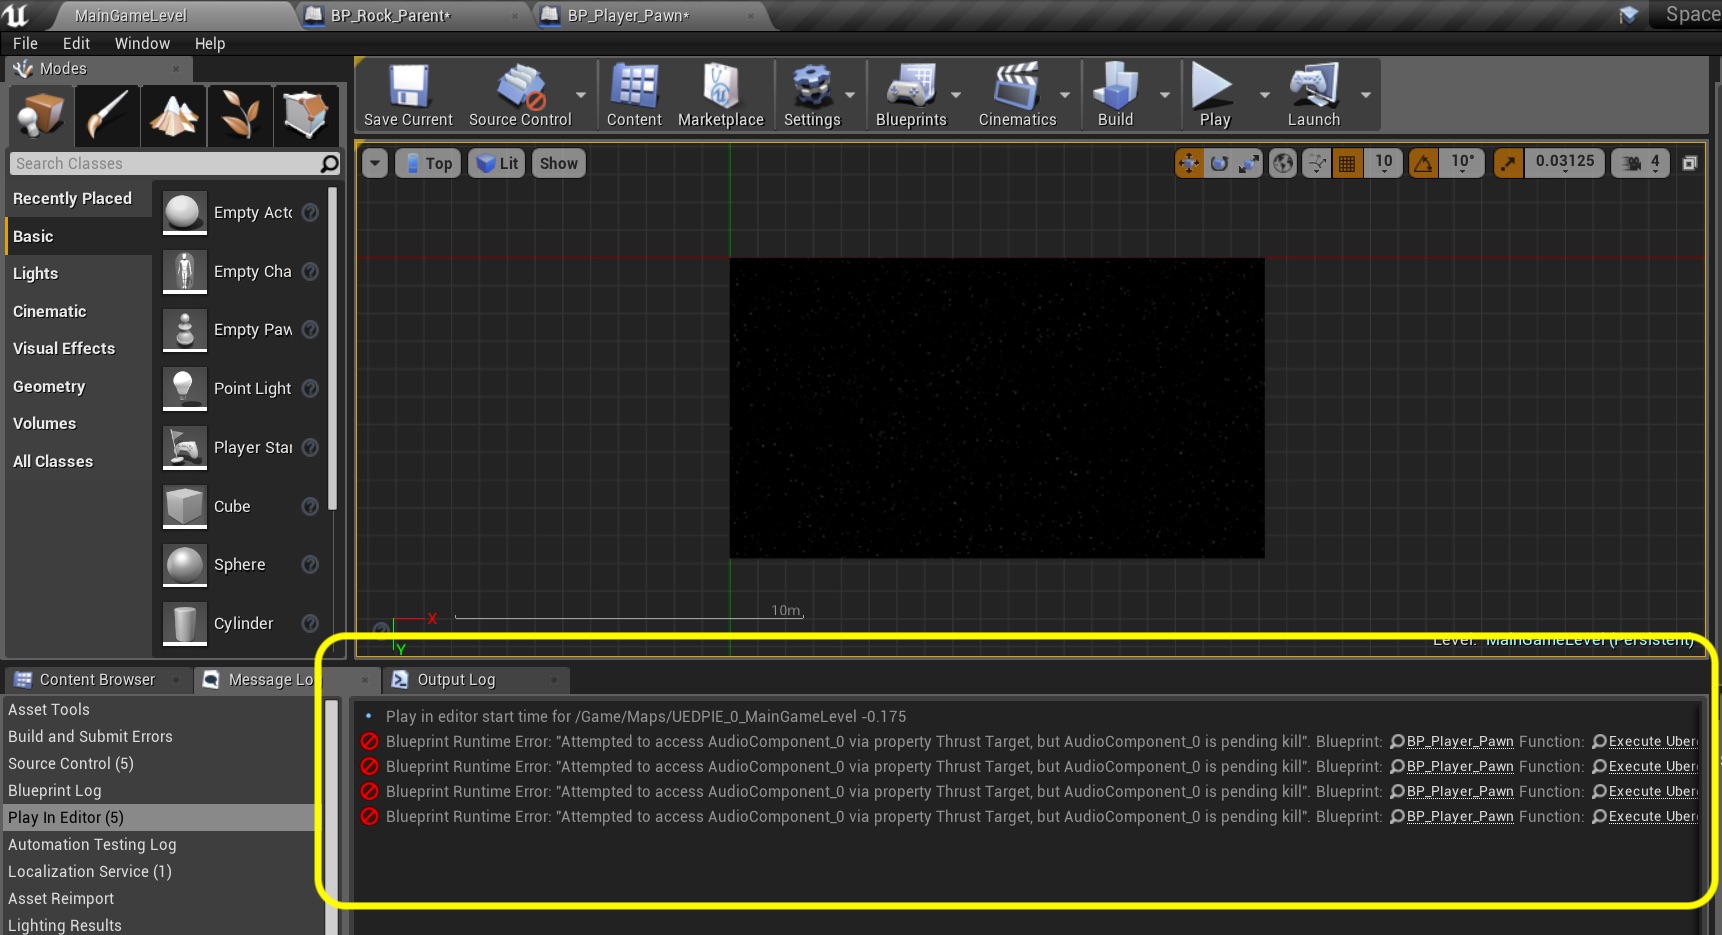 MainGameLevel BP_Rock_Parent* BP_Player_Pawn* Space
File Edit Window Help
Modes
Save Current Source Control Content Marketplace Settings Blueprints Cinematics Build Play Launch
Search Classes
Top Lit Show 10 10° 0.03125 4
Recently Placed
Basic
Lights
Cinematic
Visual Effects
Geometry
Volumes
All Classes
Empty Acto
Empty Cha
Empty Paw
Point Light
Player Star
Cube
Sphere
Cylinder
10m
X
Y
Level: MainGameLevel (Persistent)
Content Browser Message Lo Output Log
Asset Tools
Build and Submit Errors
Source Control (5)
Blueprint Log
Play In Editor (5)
Automation Testing Log
Localization Service (1)
Asset Reimport
Lighting Results
Play in editor start time for /Game/Maps/UEDPIE_0_MainGameLevel -0.175
Blueprint Runtime Error: "Attempted to access AudioComponent_0 via property Thrust Target, but AudioComponent_0 is pending kill". Blueprint: BP_Player_Pawn Function: Execute Uber
Blueprint Runtime Error: "Attempted to access AudioComponent_0 via property Thrust Target, but AudioComponent_0 is pending kill". Blueprint: BP_Player_Pawn Function: Execute Uber
Blueprint Runtime Error: "Attempted to access AudioComponent_0 via property Thrust Target, but AudioComponent_0 is pending kill". Blueprint: BP_Player_Pawn Function: Execute Uber
Blueprint Runtime Error: "Attempted to access AudioComponent_0 via property Thrust Target, but AudioComponent_0 is pending kill". Blueprint: BP_Player_Pawn Function: Execute Uber